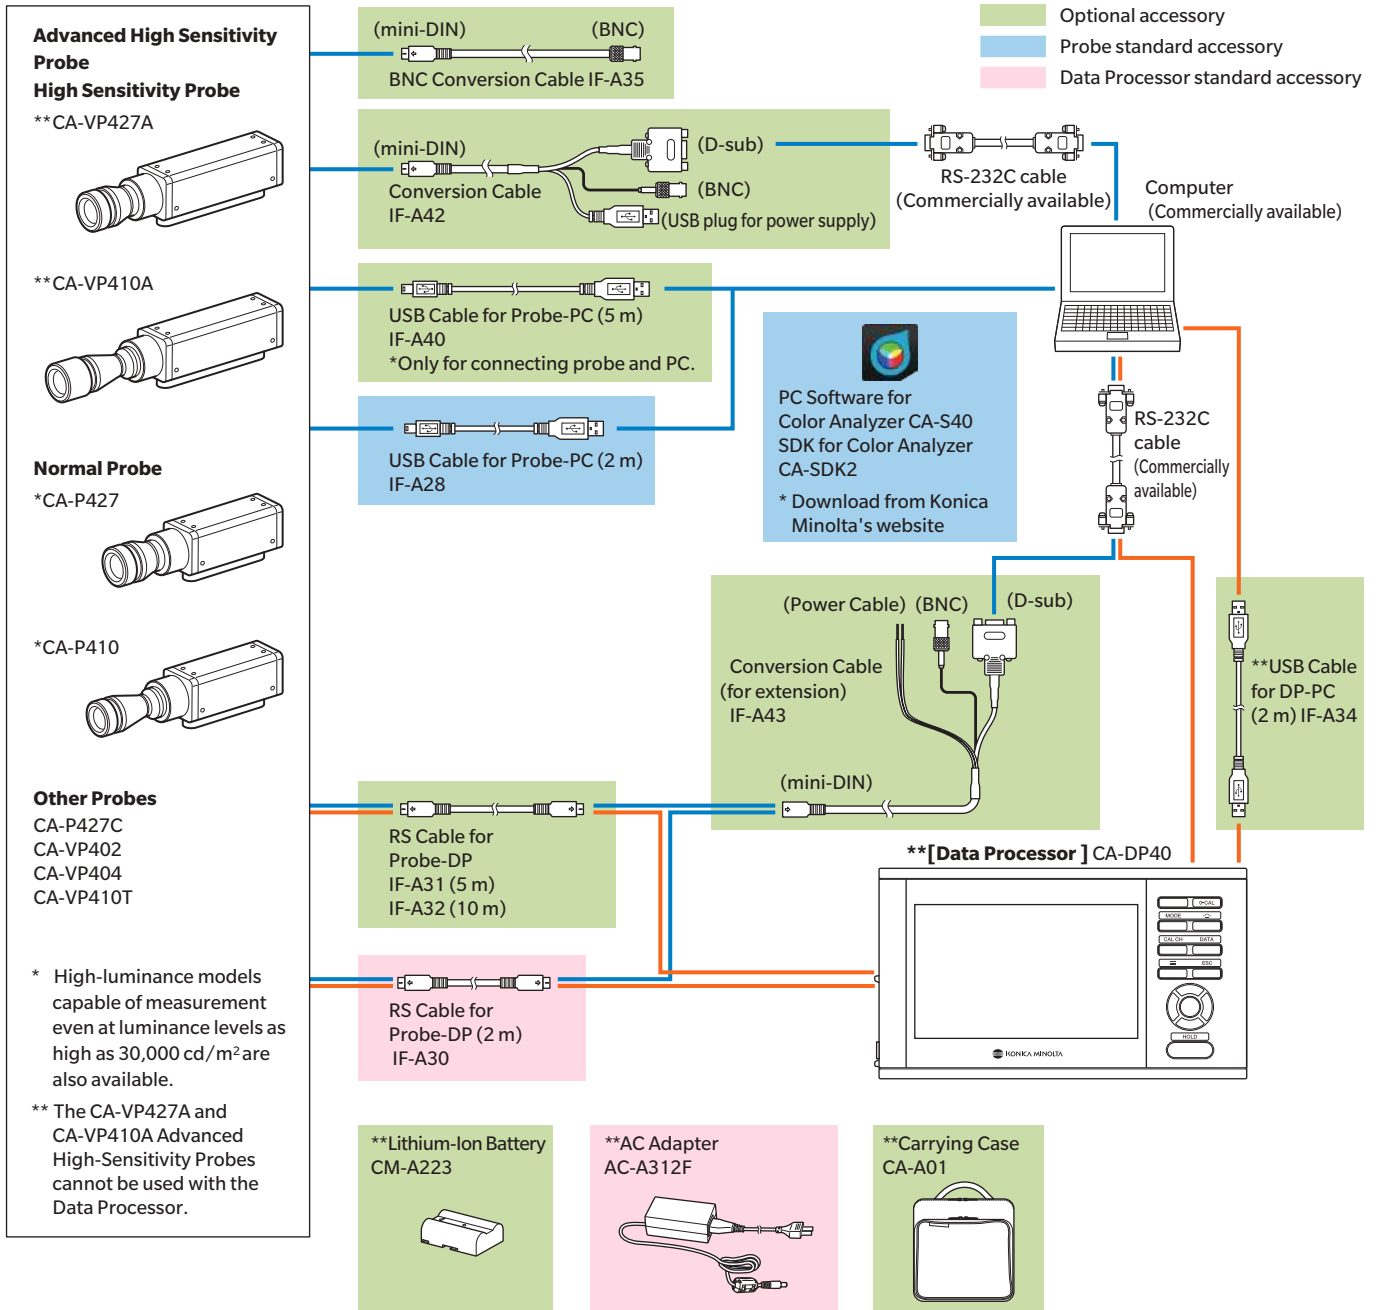 Advanced High Sensitivity
Probe
High Sensitivity Probe
**CA-VP427A
**CA-VP410A
Normal Probe
*CA-P427
*CA-P410
Other Probes
CA-P427C
CA-VP402
CA-VP404
CA-VP410T
* High-luminance models
capable of measurement
even at luminance levels as
high as 30,000 cd/m² are
also available.
** The CA-VP427A and
CA-VP410A Advanced
High-Sensitivity Probes
cannot be used with the
Data Processor.
(mini-DIN) (BNC)
BNC Conversion Cable IF-A35
Optional accessory
Probe standard accessory
Data Processor standard accessory
(mini-DIN)
Conversion Cable
IF-A42
(D-sub)
(BNC)
(USB plug for power supply)
RS-232C cable
(Commercially available)
Computer
(Commercially available)
USB Cable for Probe-PC (5 m)
IF-A40
*Only for connecting probe and PC.
USB Cable for Probe-PC (2 m)
IF-A28
PC Software for
Color Analyzer CA-S40
SDK for Color Analyzer
CA-SDK2
* Download from Konica
Minolta's website
RS-232C
cable
(Commercially
available)
(Power Cable) (BNC) (D-sub)
Conversion Cable
(for extension)
IF-A43
(mini-DIN)
**USB Cable
for DP-PC
(2 m) IF-A34
RS Cable for
Probe-DP
IF-A31 (5 m)
IF-A32 (10 m)
RS Cable for
Probe-DP (2 m)
IF-A30
**[Data Processor ] CA-DP40
0-CAL
MODE
CAL CH DATA
ESC
HOLD
KONICA MINOLTA
**Lithium-Ion Battery
CM-A223
**AC Adapter
AC-A312F
**Carrying Case
CA-A01